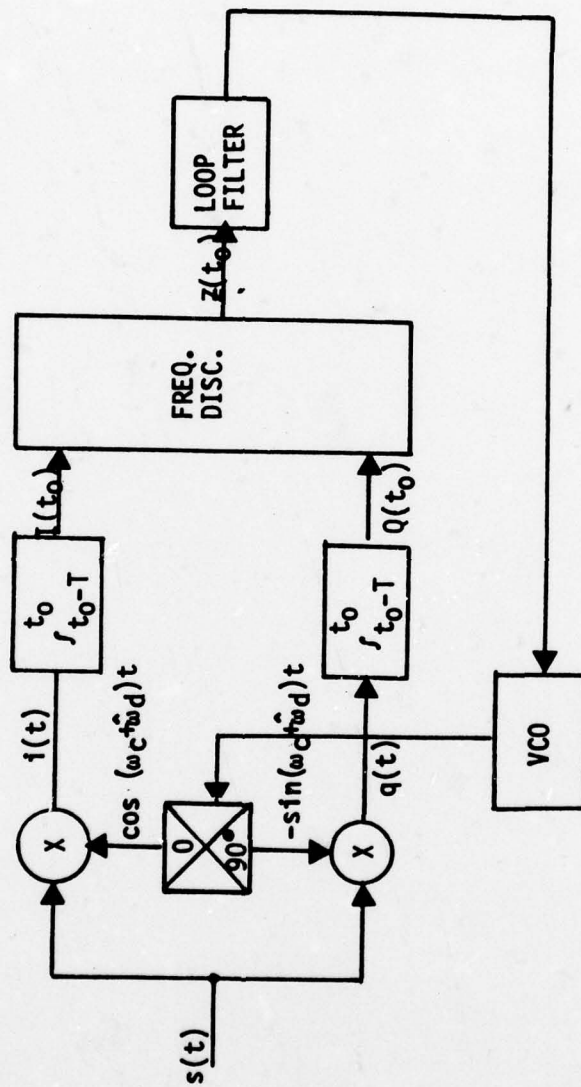 s(t)
X
i(t)
cos (ωc+ω̂d)t
t₀
∫t₀-T
I(t₀)
0
90°
-sin(ωc+ω̂d)t
X
q(t)
t₀
∫t₀-T
Q(t₀)
FREQ.
DISC.
z(t₀)
LOOP
FILTER
VCO